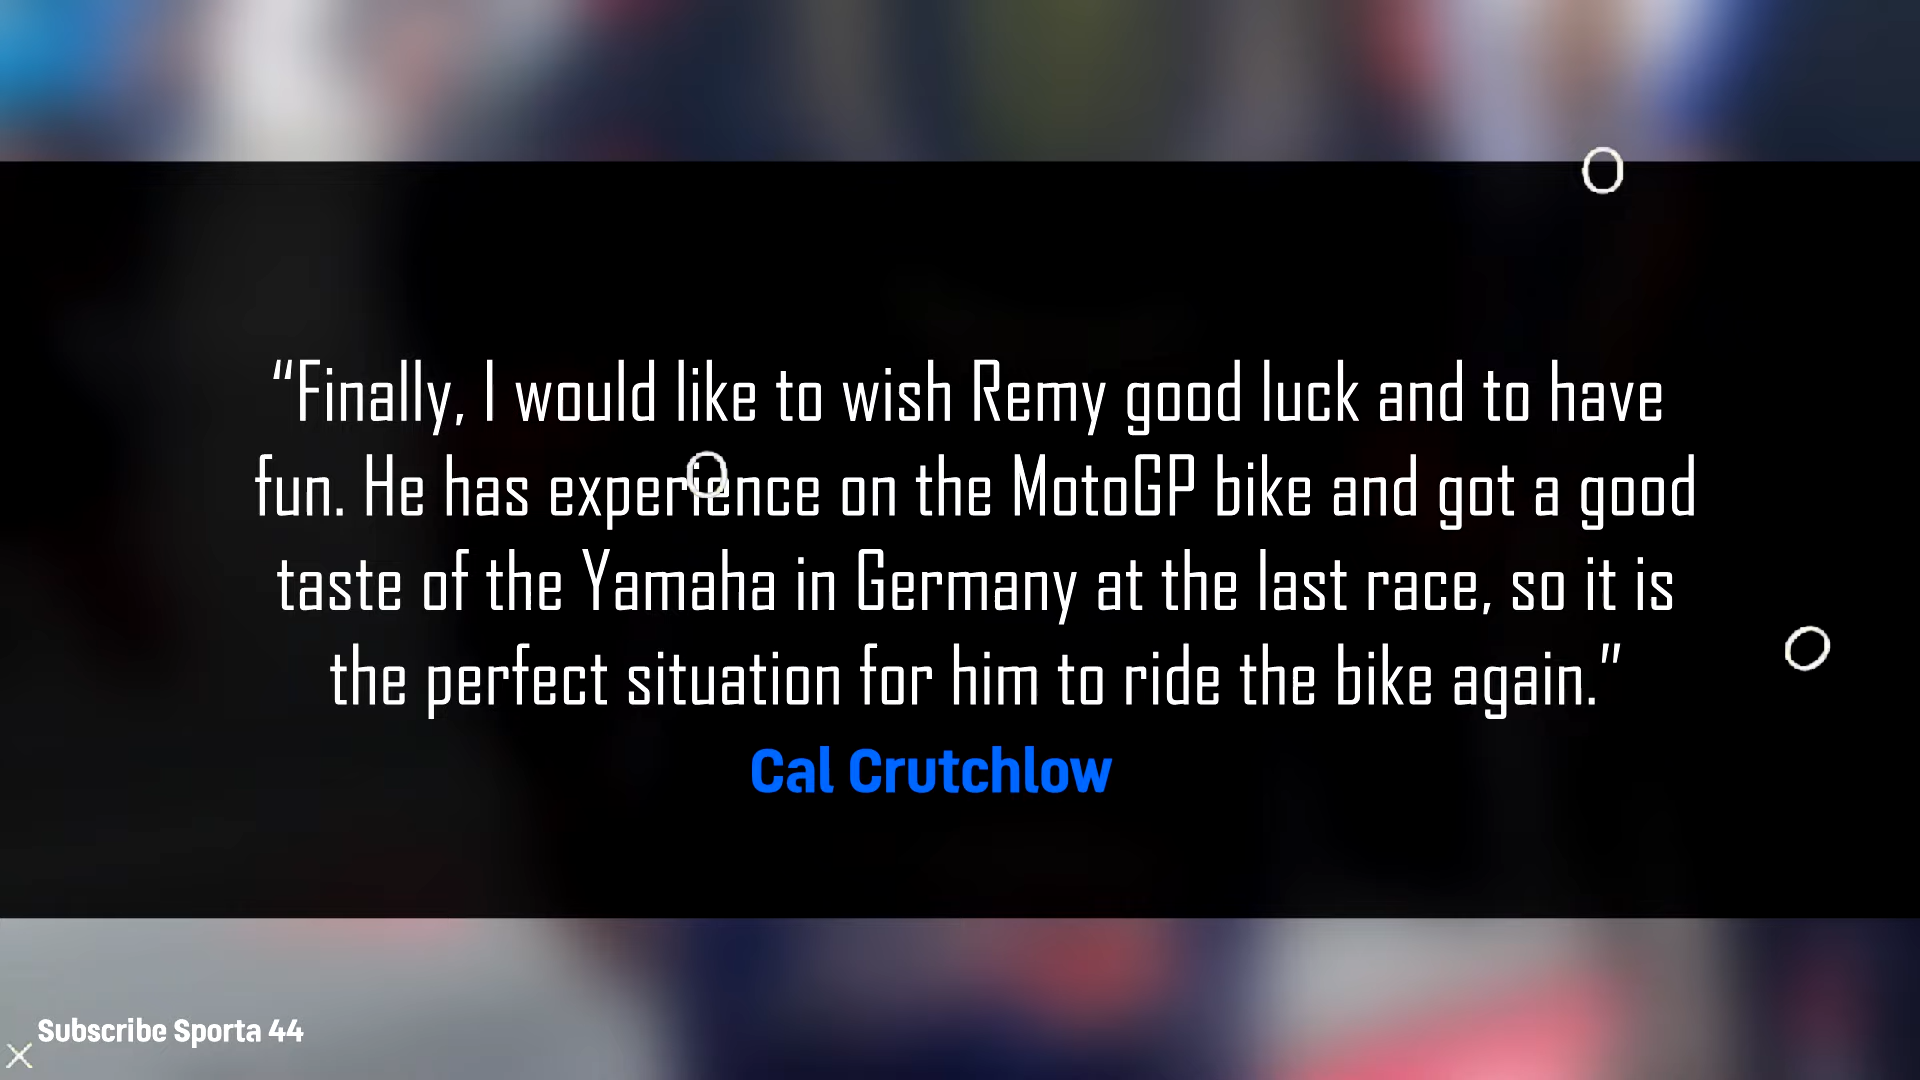 “Finally, I would like to wish Remy good luck and to have
fun. He has experience on the MotoGP bike and got a good
taste of the Yamaha in Germany at the last race, so it is
the perfect situation for him to ride the bike again.”
Cal Crutchlow
Subscribe Sporta 44